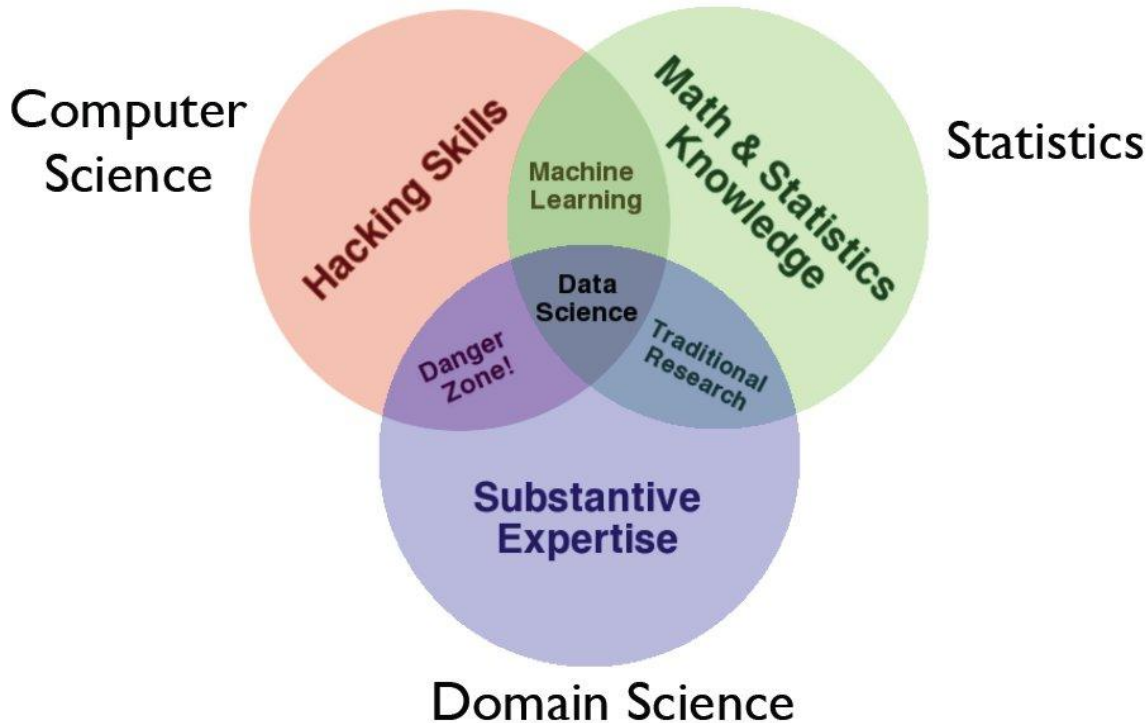 Computer
Science
Hacking Skills
Math & Statistics
Knowledge
Statistics
Machine
Learning
Data
Science
Danger
Zone!
Traditional
Research
Substantive
Expertise
Domain Science